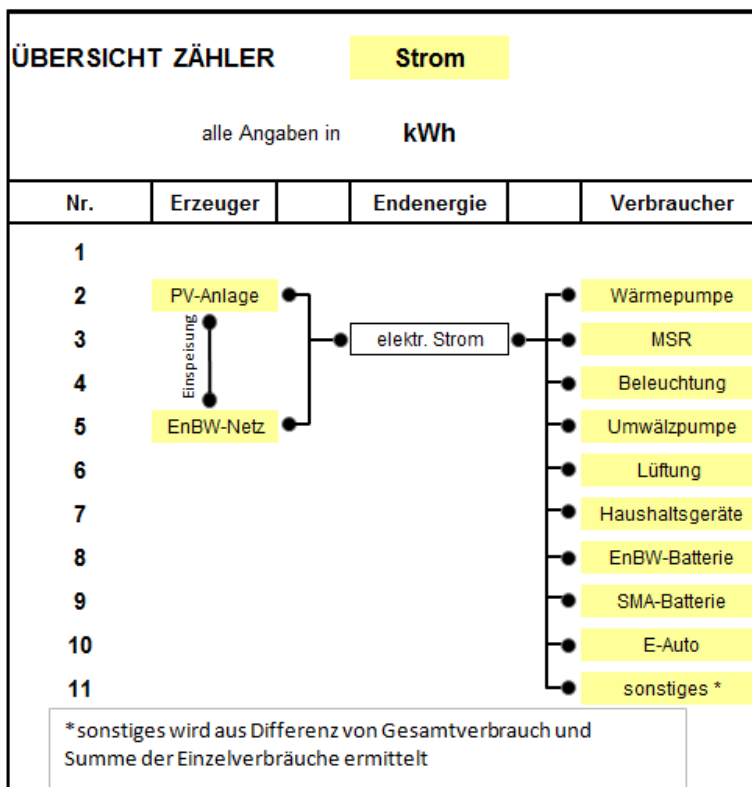 ÜBERSICHT ZÄHLER Strom
alle Angaben in kWh
Nr. Erzeuger Endenergie Verbraucher
1
2 PV-Anlage Wärmepumpe
Einspeisung
3 elektr. Strom MSR
4 Beleuchtung
5 EnBW-Netz Umwälzpumpe
6 Lüftung
7 Haushaltsgeräte
8 EnBW-Batterie
9 SMA-Batterie
10 E-Auto
11 sonstiges *
*sonstiges wird aus Differenz von Gesamtverbrauch und
Summe der Einzelverbräuche ermittelt